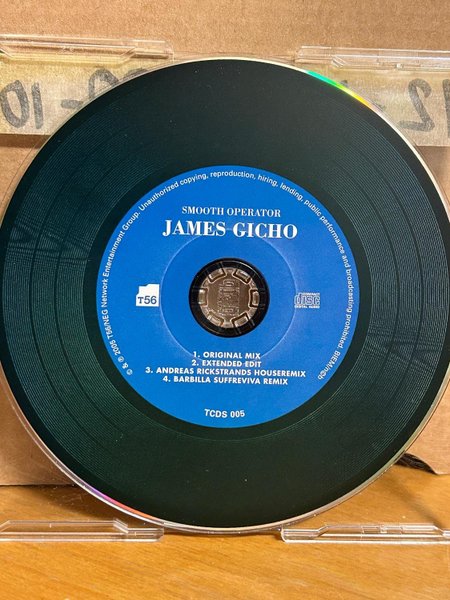 SMOOTH OPERATOR
JAMES GICHO
T56
COMPACT
disc
DIGITAL AUDIO
1. ORIGINAL MIX
2. EXTENDED EDIT
3. ANDREAS RICKSTRANDS HOUSEREMIX
4. BARBILLA SUFFREVIVA REMIX
TCDS 005
℗ & © 2005 T56/NEG Network Entertainment Group. Unauthorized copying, reproduction, hiring, lending, public performance and broadcasting prohibited. BIEM/nCb